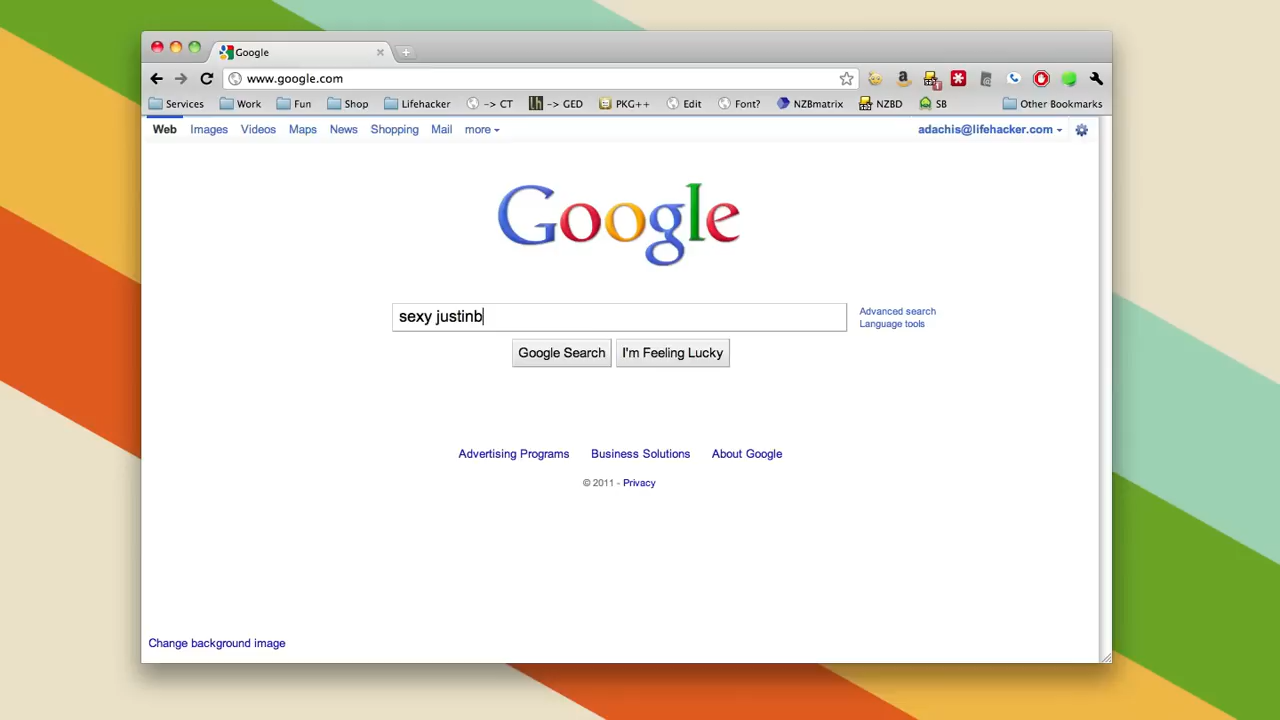 Google
www.google.com
Services Work Fun Shop Lifehacker -> CT -> GED PKG++ Edit Font? NZBmatrix NZBD SB Other Bookmarks
Web Images Videos Maps News Shopping Mail more adachis@lifehacker.com
Google
sexy justinb
Advanced search
Language tools
Google Search I'm Feeling Lucky
Advertising Programs Business Solutions About Google
© 2011 - Privacy
Change background image